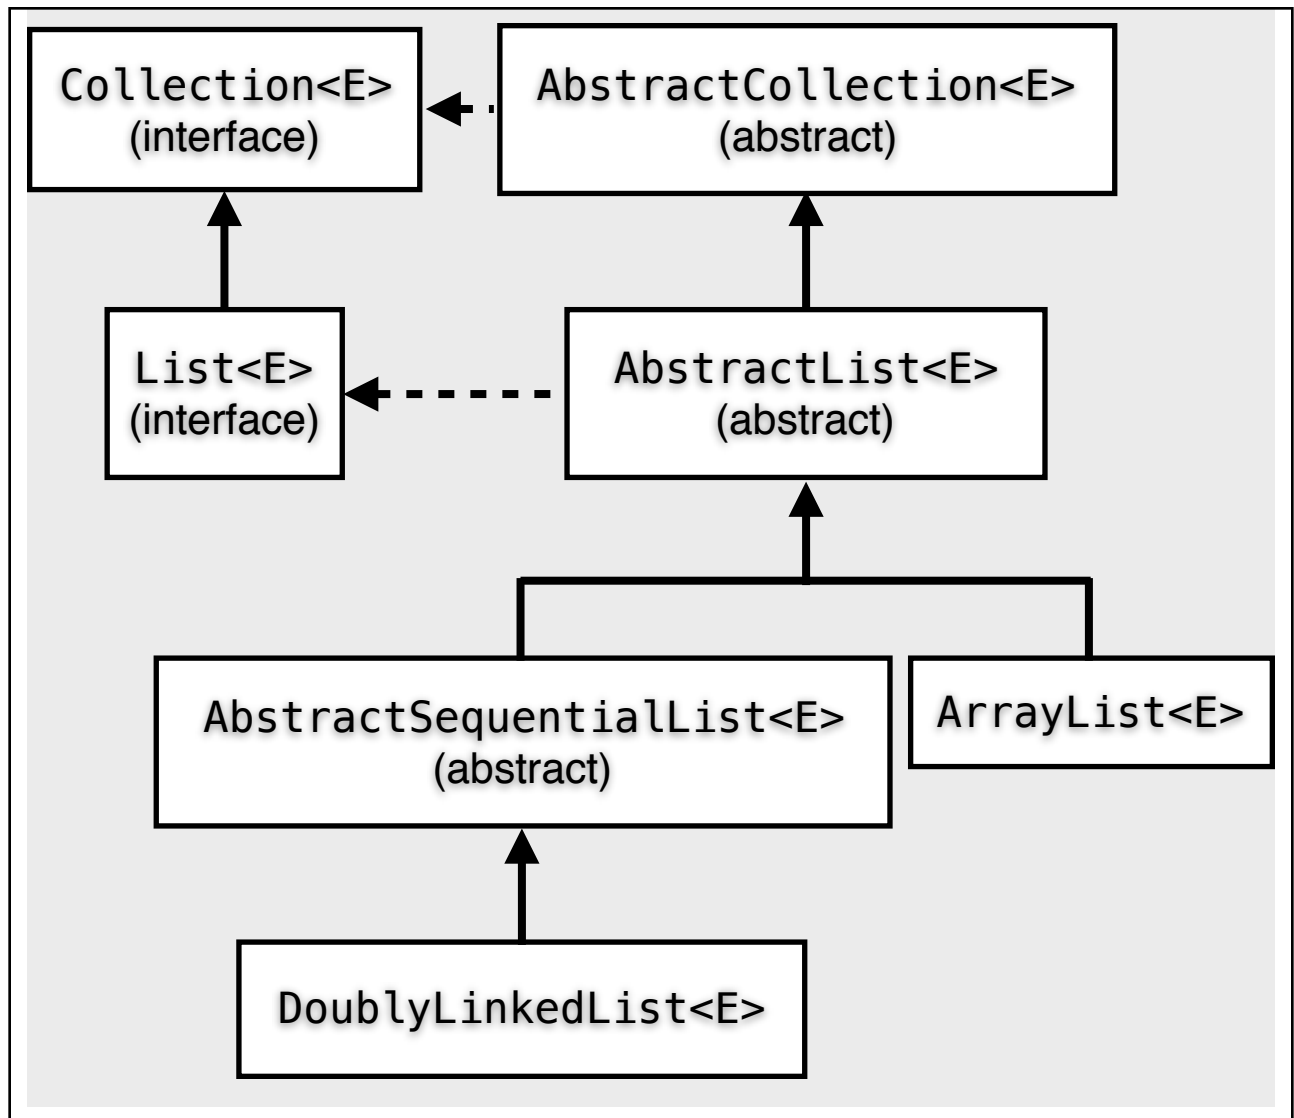 Collection<E>
(interface)
AbstractCollection<E>
(abstract)
List<E>
(interface)
AbstractList<E>
(abstract)
AbstractSequentialList<E>
(abstract)
ArrayList<E>
DoublyLinkedList<E>